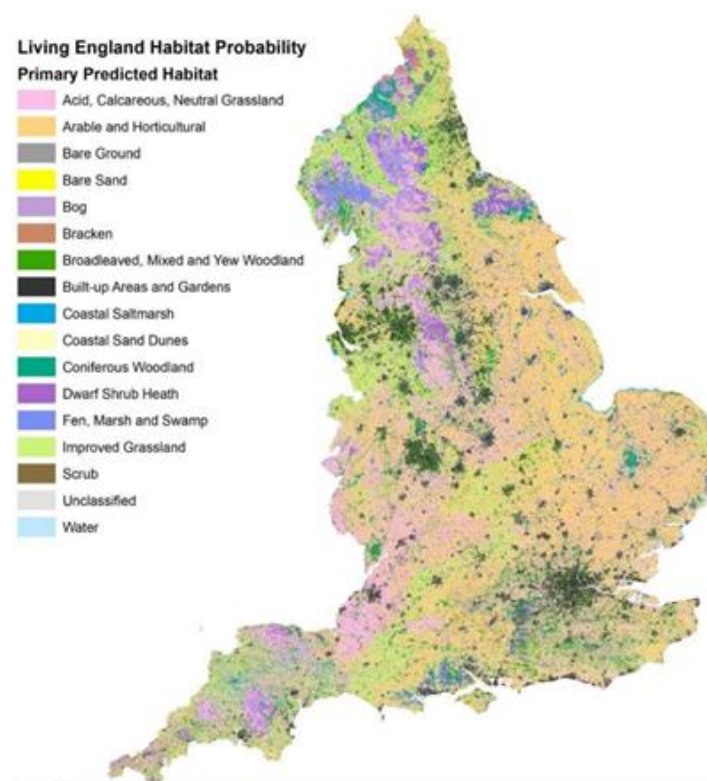 Living England Habitat Probability
Primary Predicted Habitat
Acid, Calcareous, Neutral Grassland
Arable and Horticultural
Bare Ground
Bare Sand
Bog
Bracken
Broadleaved, Mixed and Yew Woodland
Built-up Areas and Gardens
Coastal Saltmarsh
Coastal Sand Dunes
Coniferous Woodland
Dwarf Shrub Heath
Fen, Marsh and Swamp
Improved Grassland
Scrub
Unclassified
Water